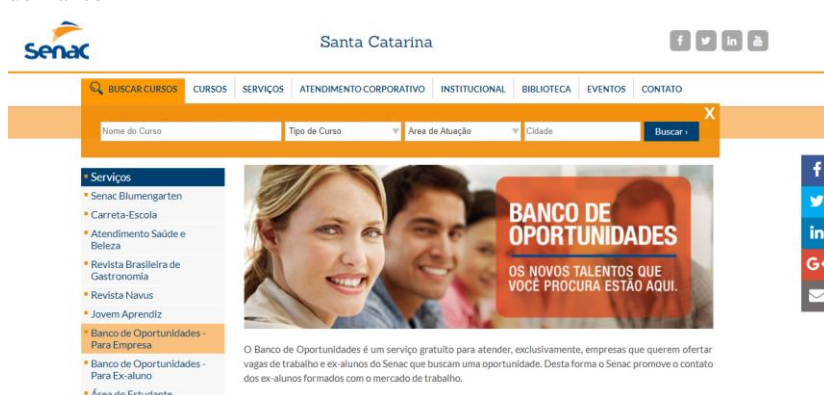 Senac
Santa Catarina
BUSCAR CURSOS CURSOS SERVIÇOS ATENDIMENTO CORPORATIVO INSTITUCIONAL BIBLIOTECA EVENTOS CONTATO
X
Nome do Curso Tipo de Curso Area de Atuação Cidade Buscar ›
Serviços
Senac Blumengarten
Carreta-Escola
Atendimento Saúde e
Beleza
Revista Brasileira de
Gastronomia
Revista Navus
Jovem Aprendiz
Banco de Oportunidades -
Para Empresa
Banco de Oportunidades -
Para Ex-aluno
Área do Estudante
BANCO DE
OPORTUNIDADES
OS NOVOS TALENTOS QUE
VOCÊ PROCURA ESTÃO AQUI.
O Banco de Oportunidades é um serviço gratuito para atender, exclusivamente, empresas que querem ofertar
vagas de trabalho e ex-alunos do Senac que buscam uma oportunidade. Desta forma o Senac promove o contato
dos ex-alunos formados com o mercado de trabalho.